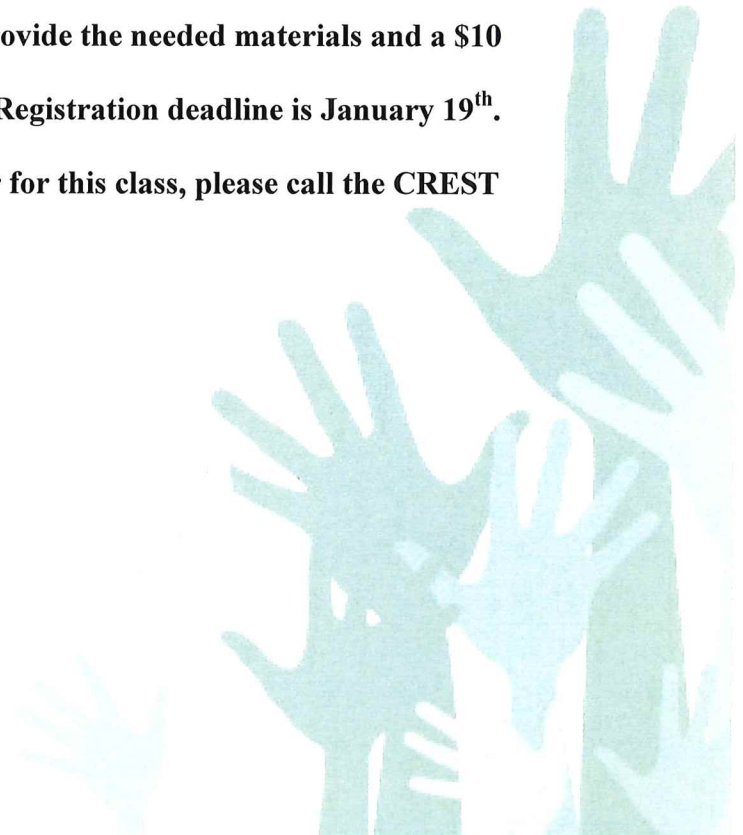 ovide the needed materials and a $10
Registration deadline is January 19th.
for this class, please call the CREST